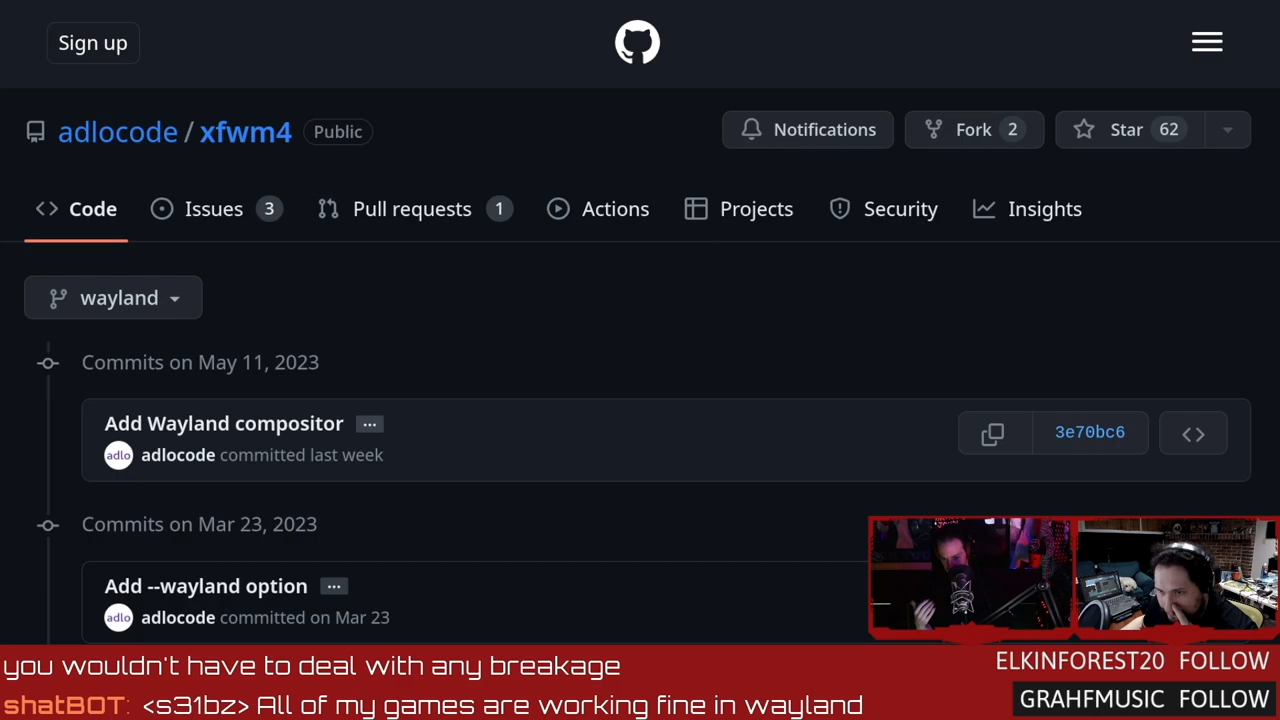 Sign up
adlocode / xfwm4 Public
Notifications Fork 2 Star 62
Code Issues 3 Pull requests 1 Actions Projects Security Insights
wayland
Commits on May 11, 2023
Add Wayland compositor ...
3e70bc6
adlo adlocode committed last week
Commits on Mar 23, 2023
Add --wayland option ...
adlo adlocode committed on Mar 23
you wouldn't have to deal with any breakage
shatBOT: <s31bz> All of my games are working fine in wayland
ELKINFOREST20 FOLLOW
GRAHFMUSIC FOLLOW